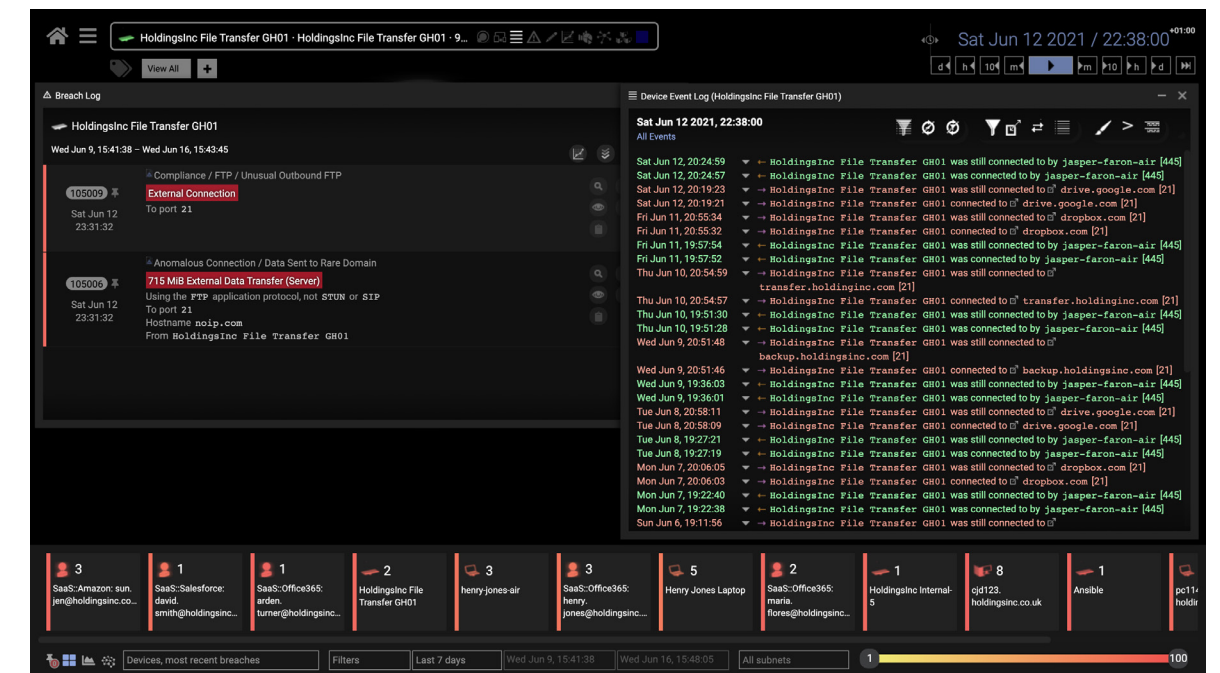 HoldingsInc File Transfer GH01 · HoldingsInc File Transfer GH01 · 9...
Sat Jun 12 2021 / 22:38:00 +01:00
View All +
d h 10 m m 10 h d
Breach Log
HoldingsInc File Transfer GH01
Wed Jun 9, 15:41:38 – Wed Jun 16, 15:43:45
105009
Sat Jun 12
23:31:32
Compliance / FTP / Unusual Outbound FTP
External Connection
To port 21
105006
Sat Jun 12
23:31:32
Anomalous Connection / Data Sent to Rare Domain
715 MiB External Data Transfer (Server)
Using the FTP application protocol, not STUN or SIP
To port 21
Hostname noip.com
From HoldingsInc File Transfer GH01
Device Event Log (HoldingsInc File Transfer GH01)
Sat Jun 12 2021, 22:38:00
All Events
Sat Jun 12, 20:24:59 ← HoldingsInc File Transfer GH01 was still connected to by jasper-faron-air [445]
Sat Jun 12, 20:24:57 ← HoldingsInc File Transfer GH01 was connected to by jasper-faron-air [445]
Sat Jun 12, 20:19:23 → HoldingsInc File Transfer GH01 was still connected to drive.google.com [21]
Sat Jun 12, 20:19:21 → HoldingsInc File Transfer GH01 connected to drive.google.com [21]
Fri Jun 11, 20:55:34 → HoldingsInc File Transfer GH01 was still connected to dropbox.com [21]
Fri Jun 11, 20:55:32 → HoldingsInc File Transfer GH01 connected to dropbox.com [21]
Fri Jun 11, 19:57:54 ← HoldingsInc File Transfer GH01 was still connected to by jasper-faron-air [445]
Fri Jun 11, 19:57:52 ← HoldingsInc File Transfer GH01 was connected to by jasper-faron-air [445]
Thu Jun 10, 20:54:59 → HoldingsInc File Transfer GH01 was still connected to
transfer.holdinginc.com [21]
Thu Jun 10, 20:54:57 → HoldingsInc File Transfer GH01 connected to transfer.holdinginc.com [21]
Thu Jun 10, 19:51:30 ← HoldingsInc File Transfer GH01 was still connected to by jasper-faron-air [445]
Thu Jun 10, 19:51:28 ← HoldingsInc File Transfer GH01 was connected to by jasper-faron-air [445]
Wed Jun 9, 20:51:48 → HoldingsInc File Transfer GH01 was still connected to
backup.holdingsinc.com [21]
Wed Jun 9, 20:51:46 → HoldingsInc File Transfer GH01 connected to backup.holdingsinc.com [21]
Wed Jun 9, 19:36:03 ← HoldingsInc File Transfer GH01 was still connected to by jasper-faron-air [445]
Wed Jun 9, 19:36:01 ← HoldingsInc File Transfer GH01 was connected to by jasper-faron-air [445]
Tue Jun 8, 20:58:11 → HoldingsInc File Transfer GH01 was still connected to drive.google.com [21]
Tue Jun 8, 20:58:09 → HoldingsInc File Transfer GH01 connected to drive.google.com [21]
Tue Jun 8, 19:27:21 ← HoldingsInc File Transfer GH01 was still connected to by jasper-faron-air [445]
Tue Jun 8, 19:27:19 ← HoldingsInc File Transfer GH01 was connected to by jasper-faron-air [445]
Mon Jun 7, 20:06:05 → HoldingsInc File Transfer GH01 was still connected to dropbox.com [21]
Mon Jun 7, 20:06:03 → HoldingsInc File Transfer GH01 connected to dropbox.com [21]
Mon Jun 7, 19:22:40 ← HoldingsInc File Transfer GH01 was still connected to by jasper-faron-air [445]
Mon Jun 7, 19:22:38 ← HoldingsInc File Transfer GH01 was connected to by jasper-faron-air [445]
Sun Jun 6, 19:11:56 → HoldingsInc File Transfer GH01 was still connected to
3
SaaS::Amazon: sun.
jen@holdingsinc.co...
1
SaaS::Salesforce:
david.
smith@holdingsinc...
1
SaaS::Office365:
arden.
turner@holdingsinc...
2
HoldingsInc File
Transfer GH01
3
henry-jones-air
3
SaaS::Office365:
henry.
jones@holdingsinc....
5
Henry Jones Laptop
2
SaaS::Office365:
maria.
flores@holdingsinc...
1
HoldingsInc Internal-
5
8
cjd123.
holdingsinc.co.uk
1
Ansible
pc114
holdin
Devices, most recent breaches
Filters
Last 7 days
Wed Jun 9, 15:41:38
Wed Jun 16, 15:48:05
All subnets
1
100